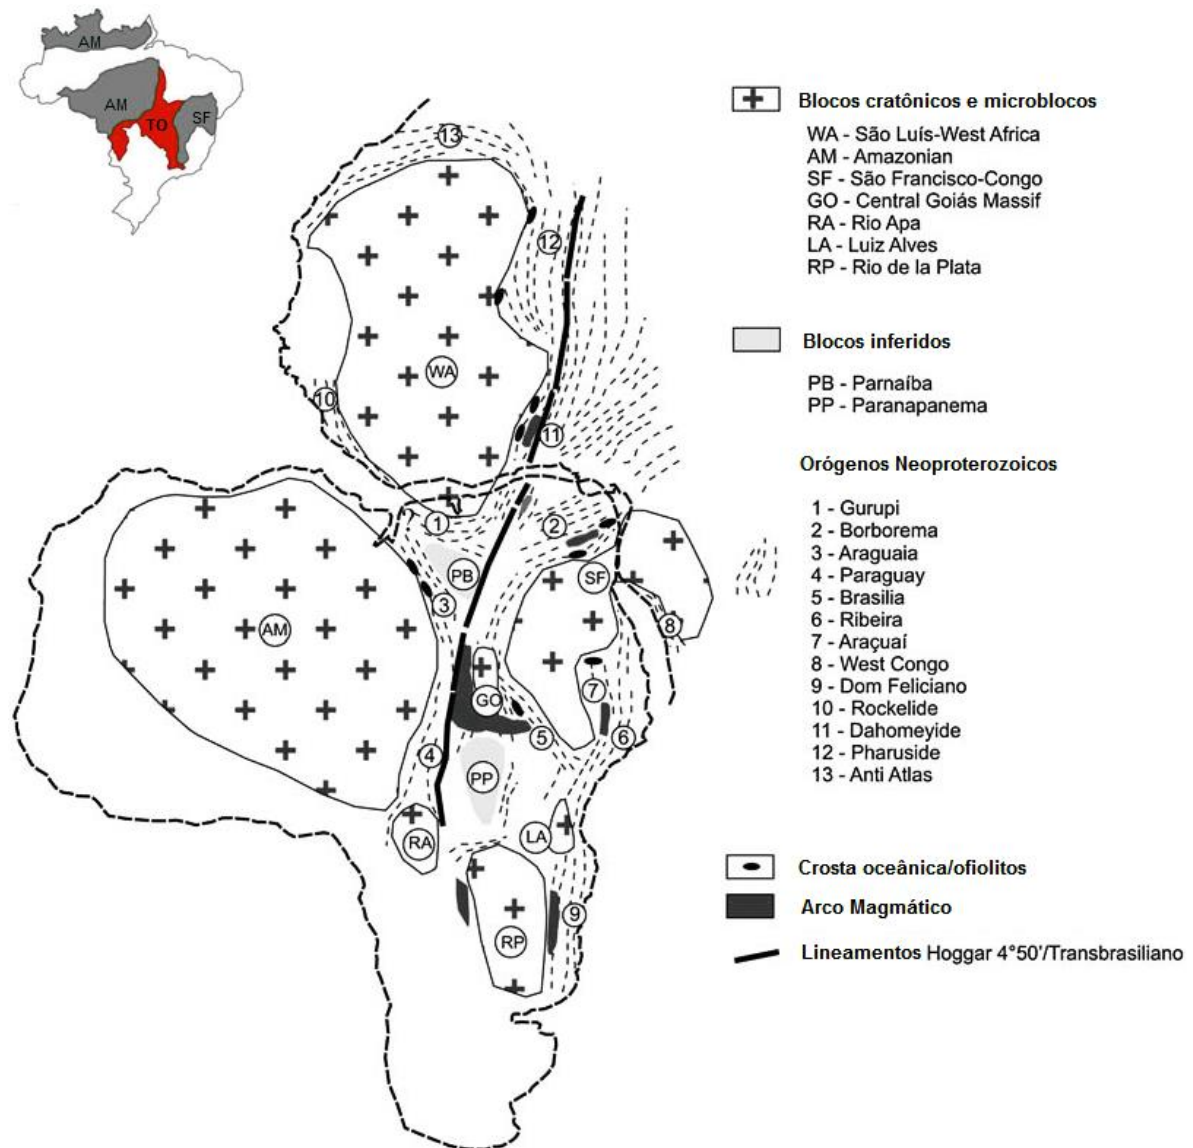 AM
AM
TO
SF
13
12
WA
10
11
1
2
PB
SF
3
AM
8
GO
7
5
6
4
PP
RA
LA
RP
9
Blocos cratônicos e microblocos
WA - São Luís-West Africa
AM - Amazonian
SF - São Francisco-Congo
GO - Central Goiás Massif
RA - Rio Apa
LA - Luiz Alves
RP - Rio de la Plata
Blocos inferidos
PB - Parnaíba
PP - Paranapanema
Orógenos Neoproterozoicos
1 - Gurupi
2 - Borborema
3 - Araguaia
4 - Paraguay
5 - Brasilia
6 - Ribeira
7 - Araçuaí
8 - West Congo
9 - Dom Feliciano
10 - Rockelide
11 - Dahomeyide
12 - Pharuside
13 - Anti Atlas
Crosta oceânica/ofiolitos
Arco Magmático
Lineamentos Hoggar 4°50'/Transbrasiliano